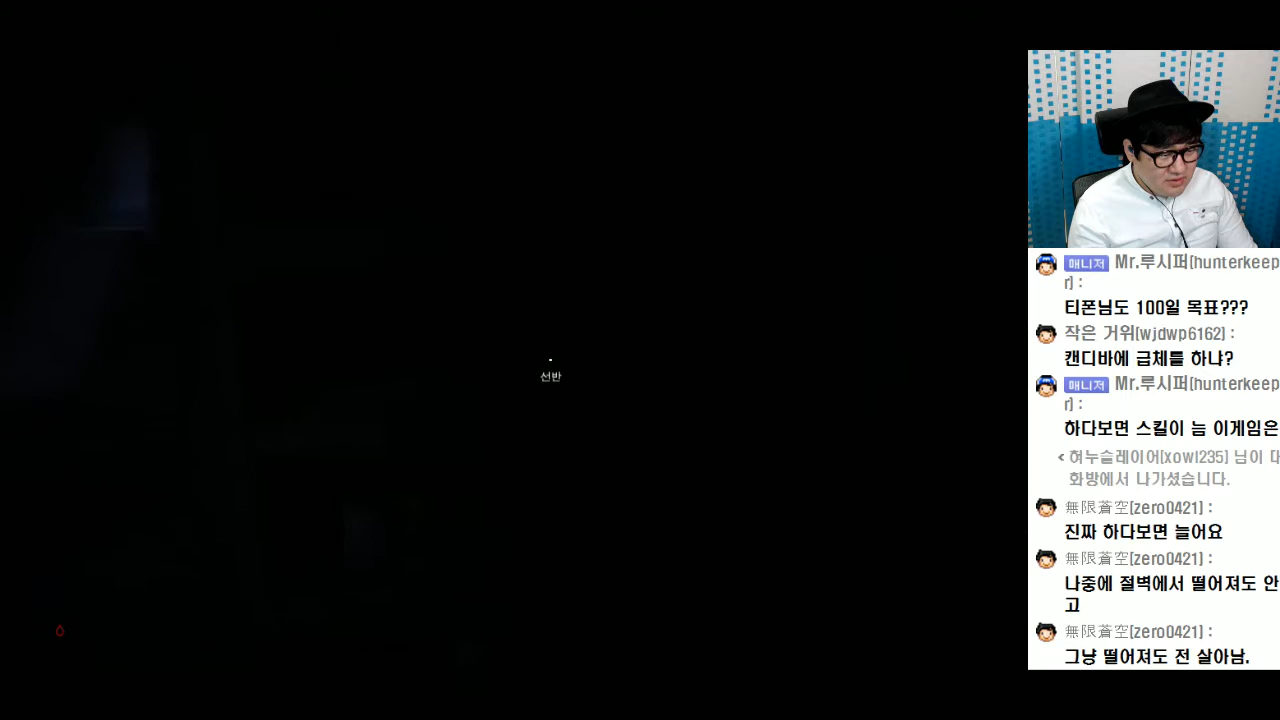 선반
매니저 Mr.루시퍼[hunterkeep
r] :
티폰님도 100일 목표???
작은 거위[wjdwp6162] :
캔디바에 급체를 하냐?
매니저 Mr.루시퍼[hunterkeep
r] :
하다보면 스킬이 늠 이게임은
< 혀누슬레이어[xowl235] 님이 대
화방에서 나가셨습니다.
無限蒼空[zero0421] :
진짜 하다보면 늘어요
無限蒼空[zero0421] :
나중에 절벽에서 떨어져도 안
고
無限蒼空[zero0421] :
그냥 떨어져도 전 살아남.